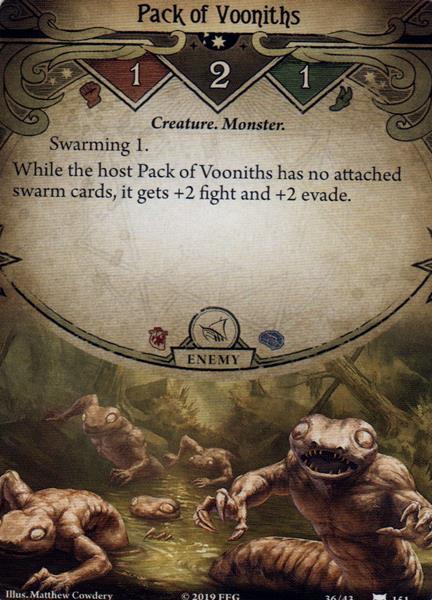 Pack of Vooniths
1 2 1
Creature. Monster.
Swarming 1.
While the host Pack of Vooniths has no attached
swarm cards, it gets +2 fight and +2 evade.
ENEMY
Illus. Matthew Cowdery © 2019 FFG 36/43 151